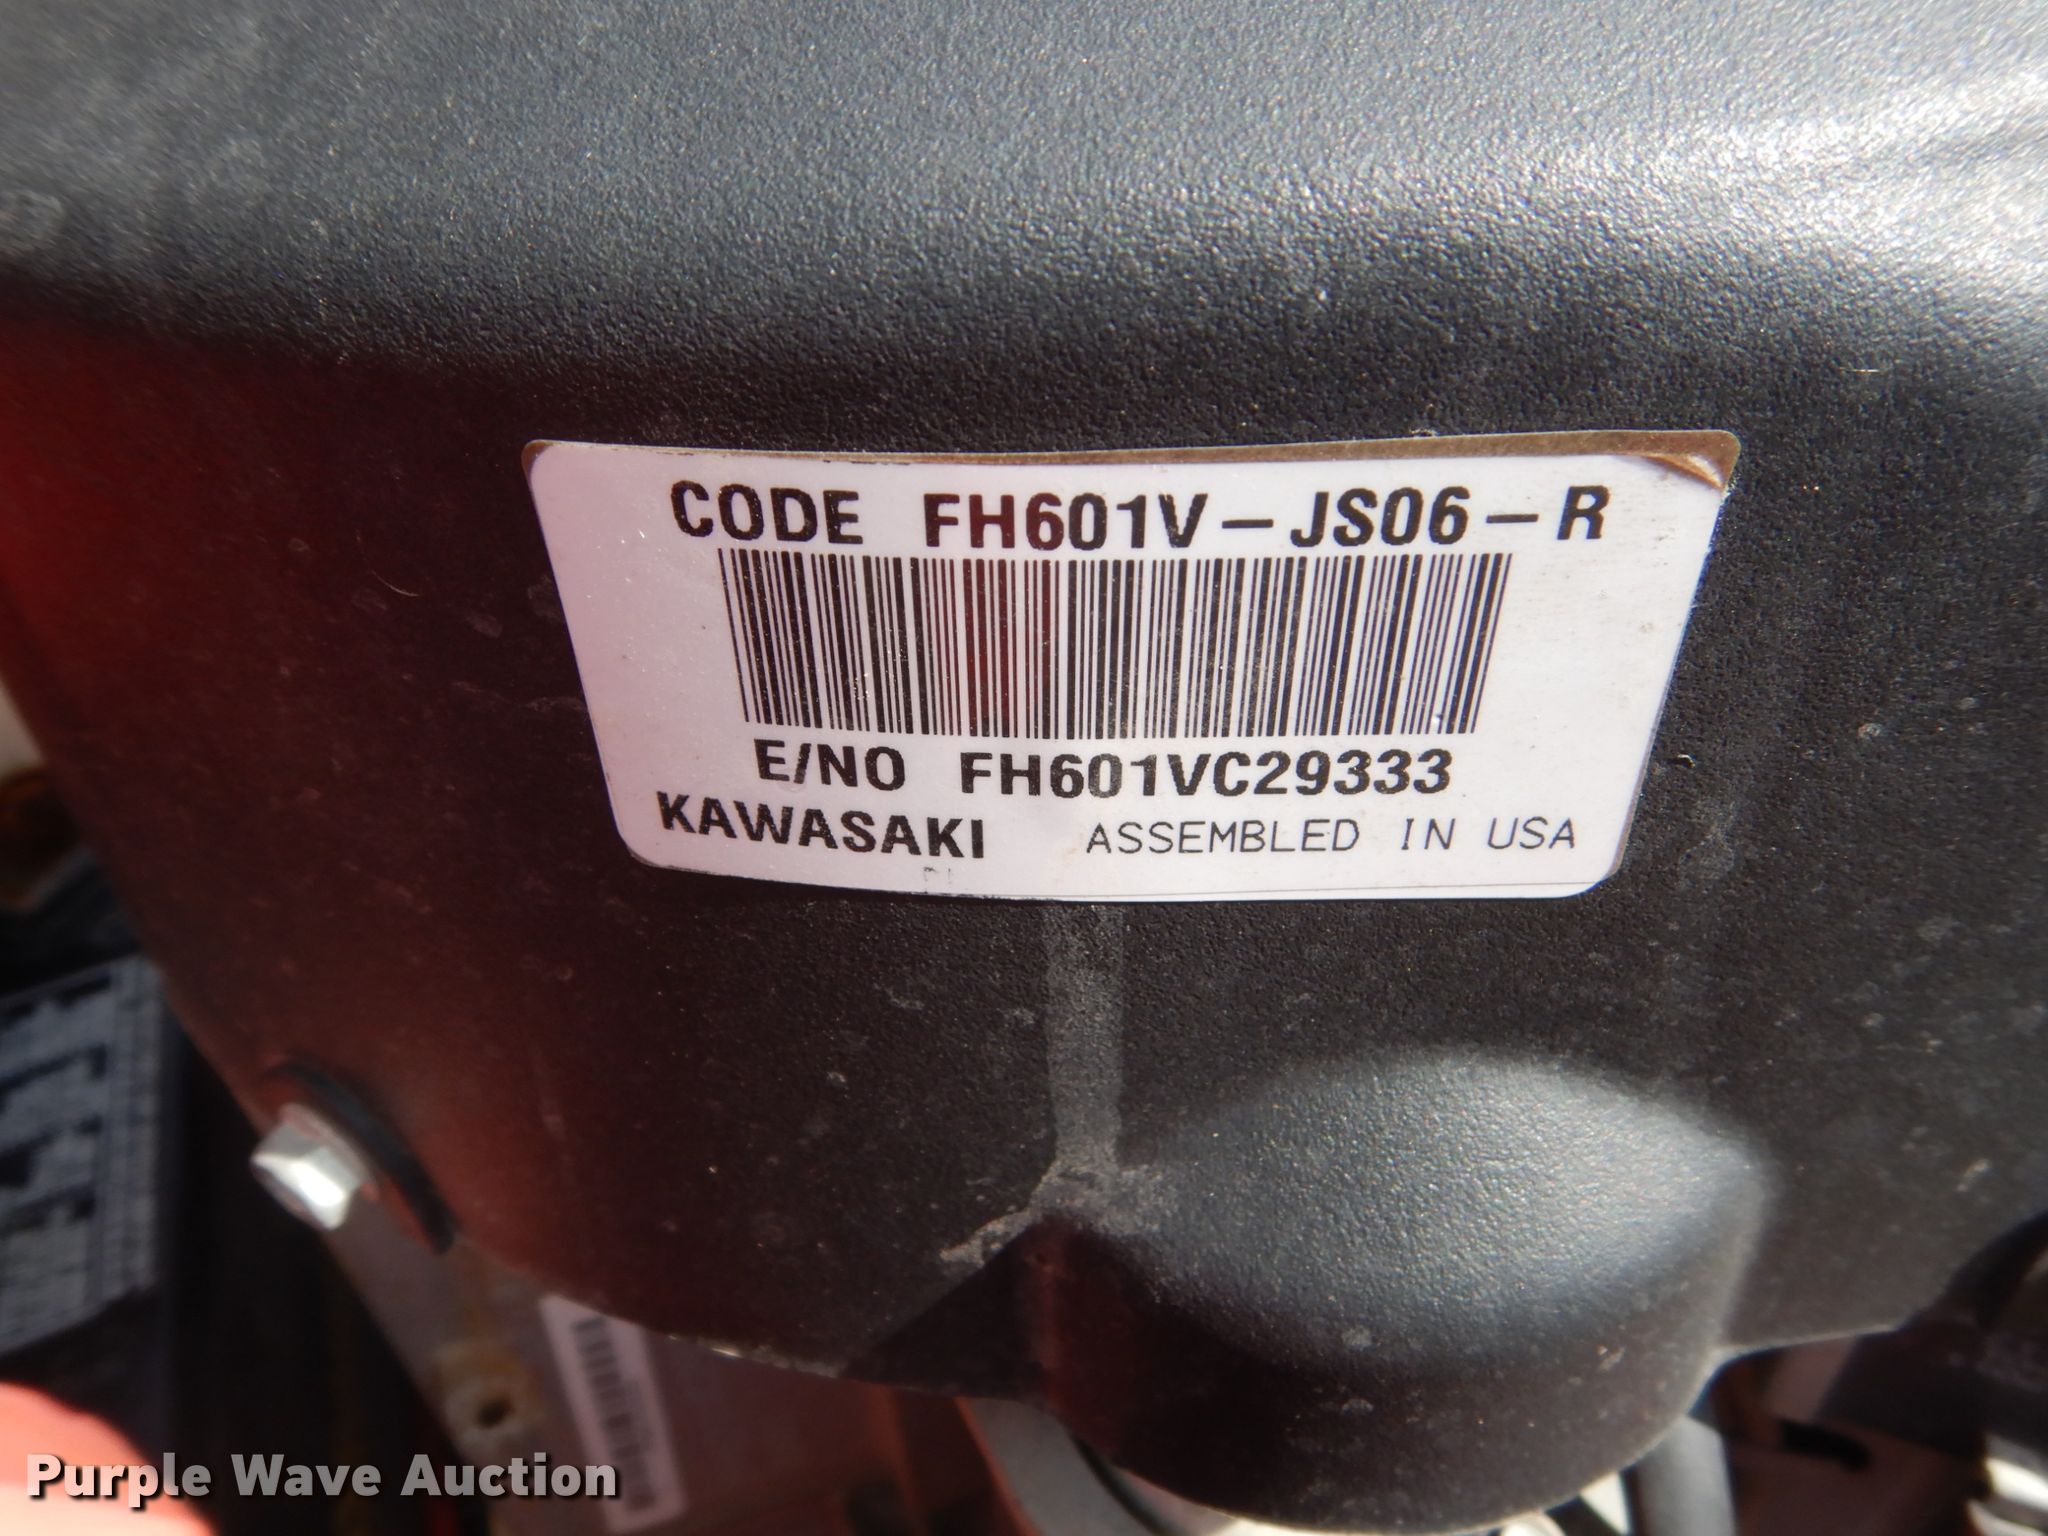 CODE FH601V-JS06-R
E/NO FH601VC29333
KAWASAKI ASSEMBLED IN USA
Purple Wave Auction